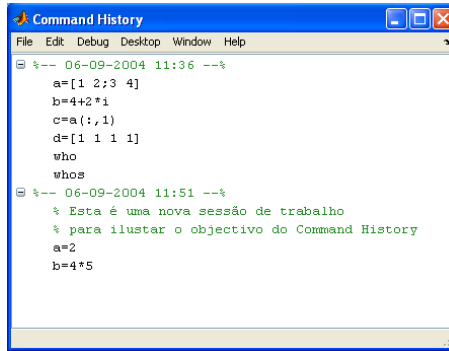 Command History
File Edit Debug Desktop Window Help
%-- 06-09-2004 11:36 --%
a=[1 2;3 4]
b=4+2*i
c=a(:,1)
d=[1 1 1 1]
who
whos
%-- 06-09-2004 11:51 --%
% Esta é uma nova sessão de trabalho
% para ilustar o objectivo do Command History
a=2
b=4*5